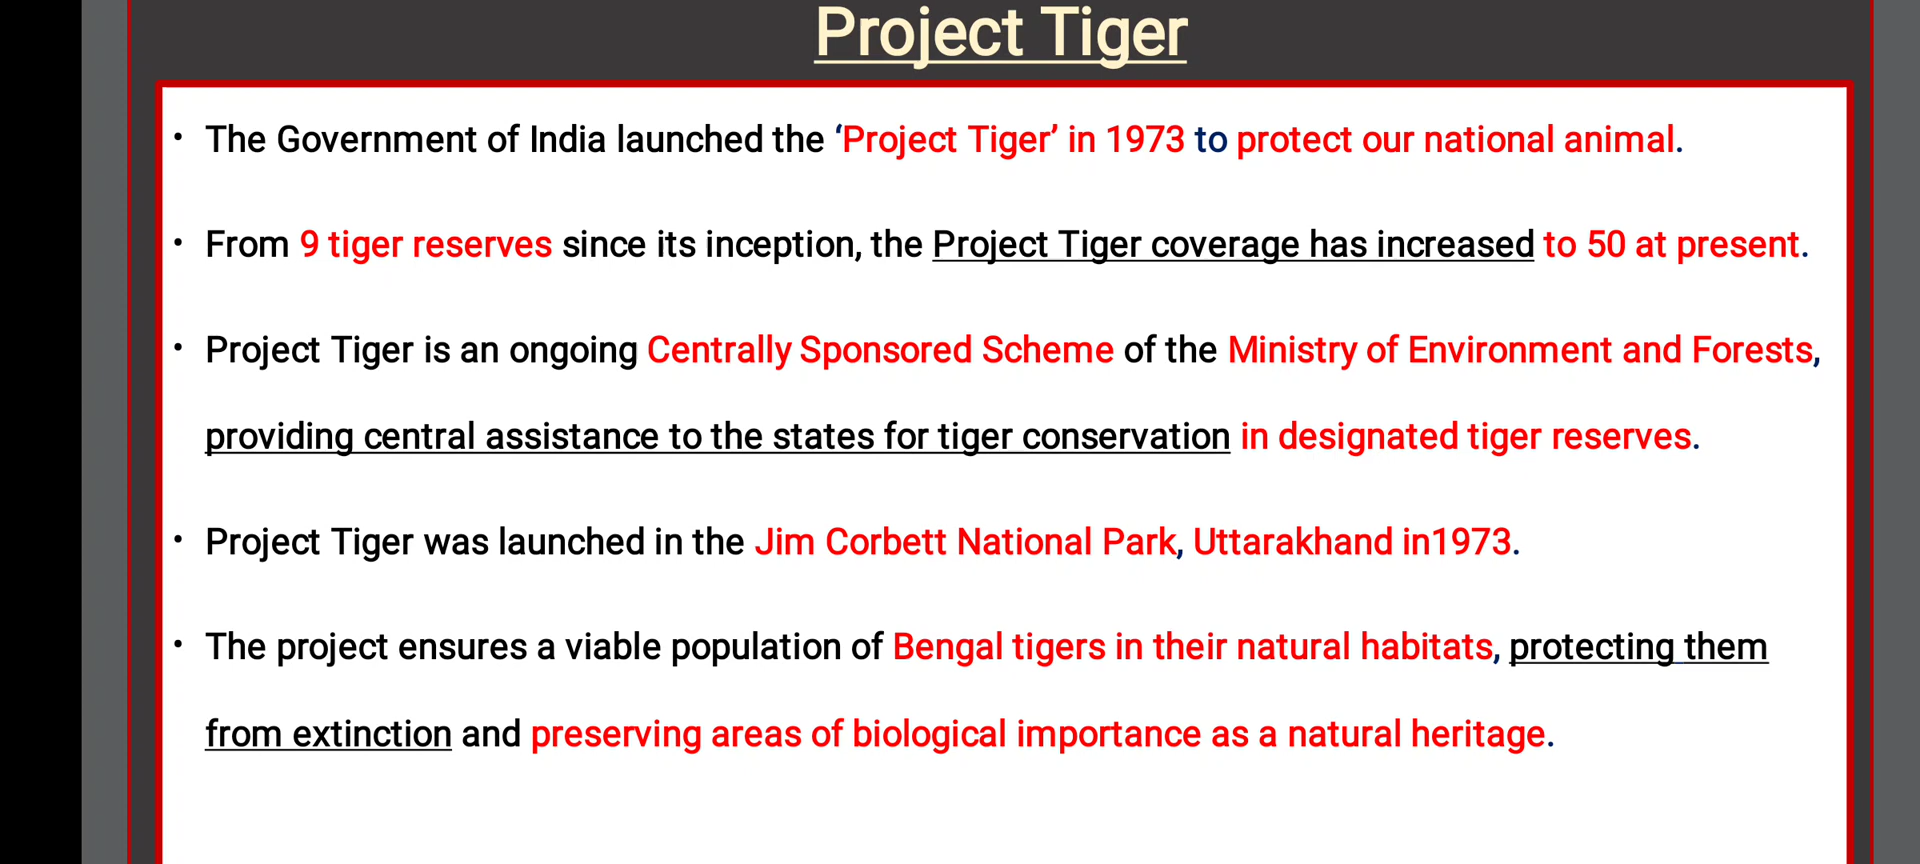 Project Tiger
• The Government of India launched the ‘Project Tiger’ in 1973 to protect our national animal.
• From 9 tiger reserves since its inception, the Project Tiger coverage has increased to 50 at present.
• Project Tiger is an ongoing Centrally Sponsored Scheme of the Ministry of Environment and Forests,
providing central assistance to the states for tiger conservation in designated tiger reserves.
• Project Tiger was launched in the Jim Corbett National Park, Uttarakhand in1973.
• The project ensures a viable population of Bengal tigers in their natural habitats, protecting them
from extinction and preserving areas of biological importance as a natural heritage.